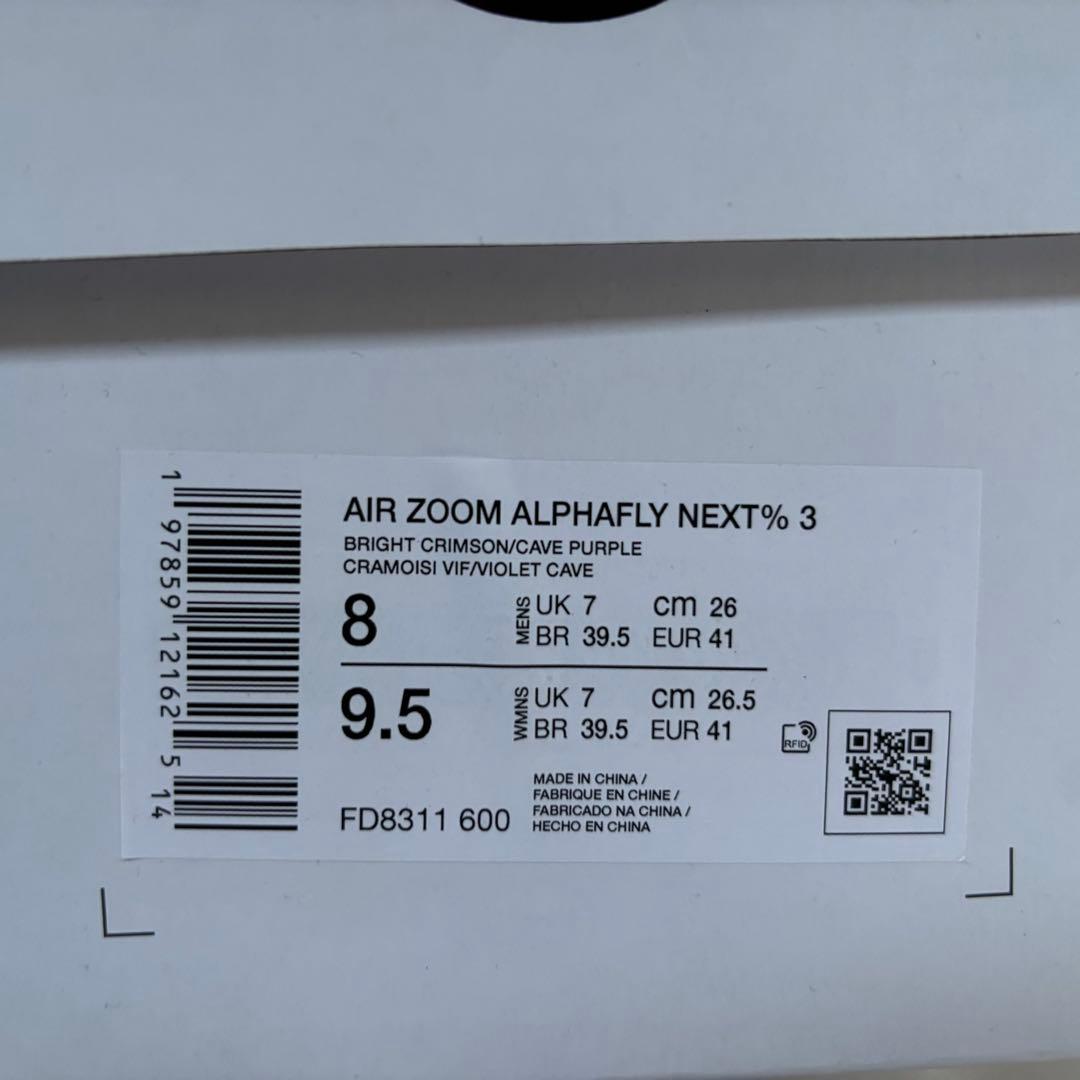 AIR ZOOM ALPHAFLY NEXT% 3
BRIGHT CRIMSON/CAVE PURPLE
CRAMOISI VIF/VIOLET CAVE
8 MENS UK 7 cm 26
BR 39.5 EUR 41
9.5 WMNS UK 7 cm 26.5
BR 39.5 EUR 41
RFID
MADE IN CHINA /
FABRIQUE EN CHINE /
FABRICADO NA CHINA /
HECHO EN CHINA
FD8311 600
1 97859 12162 5 14